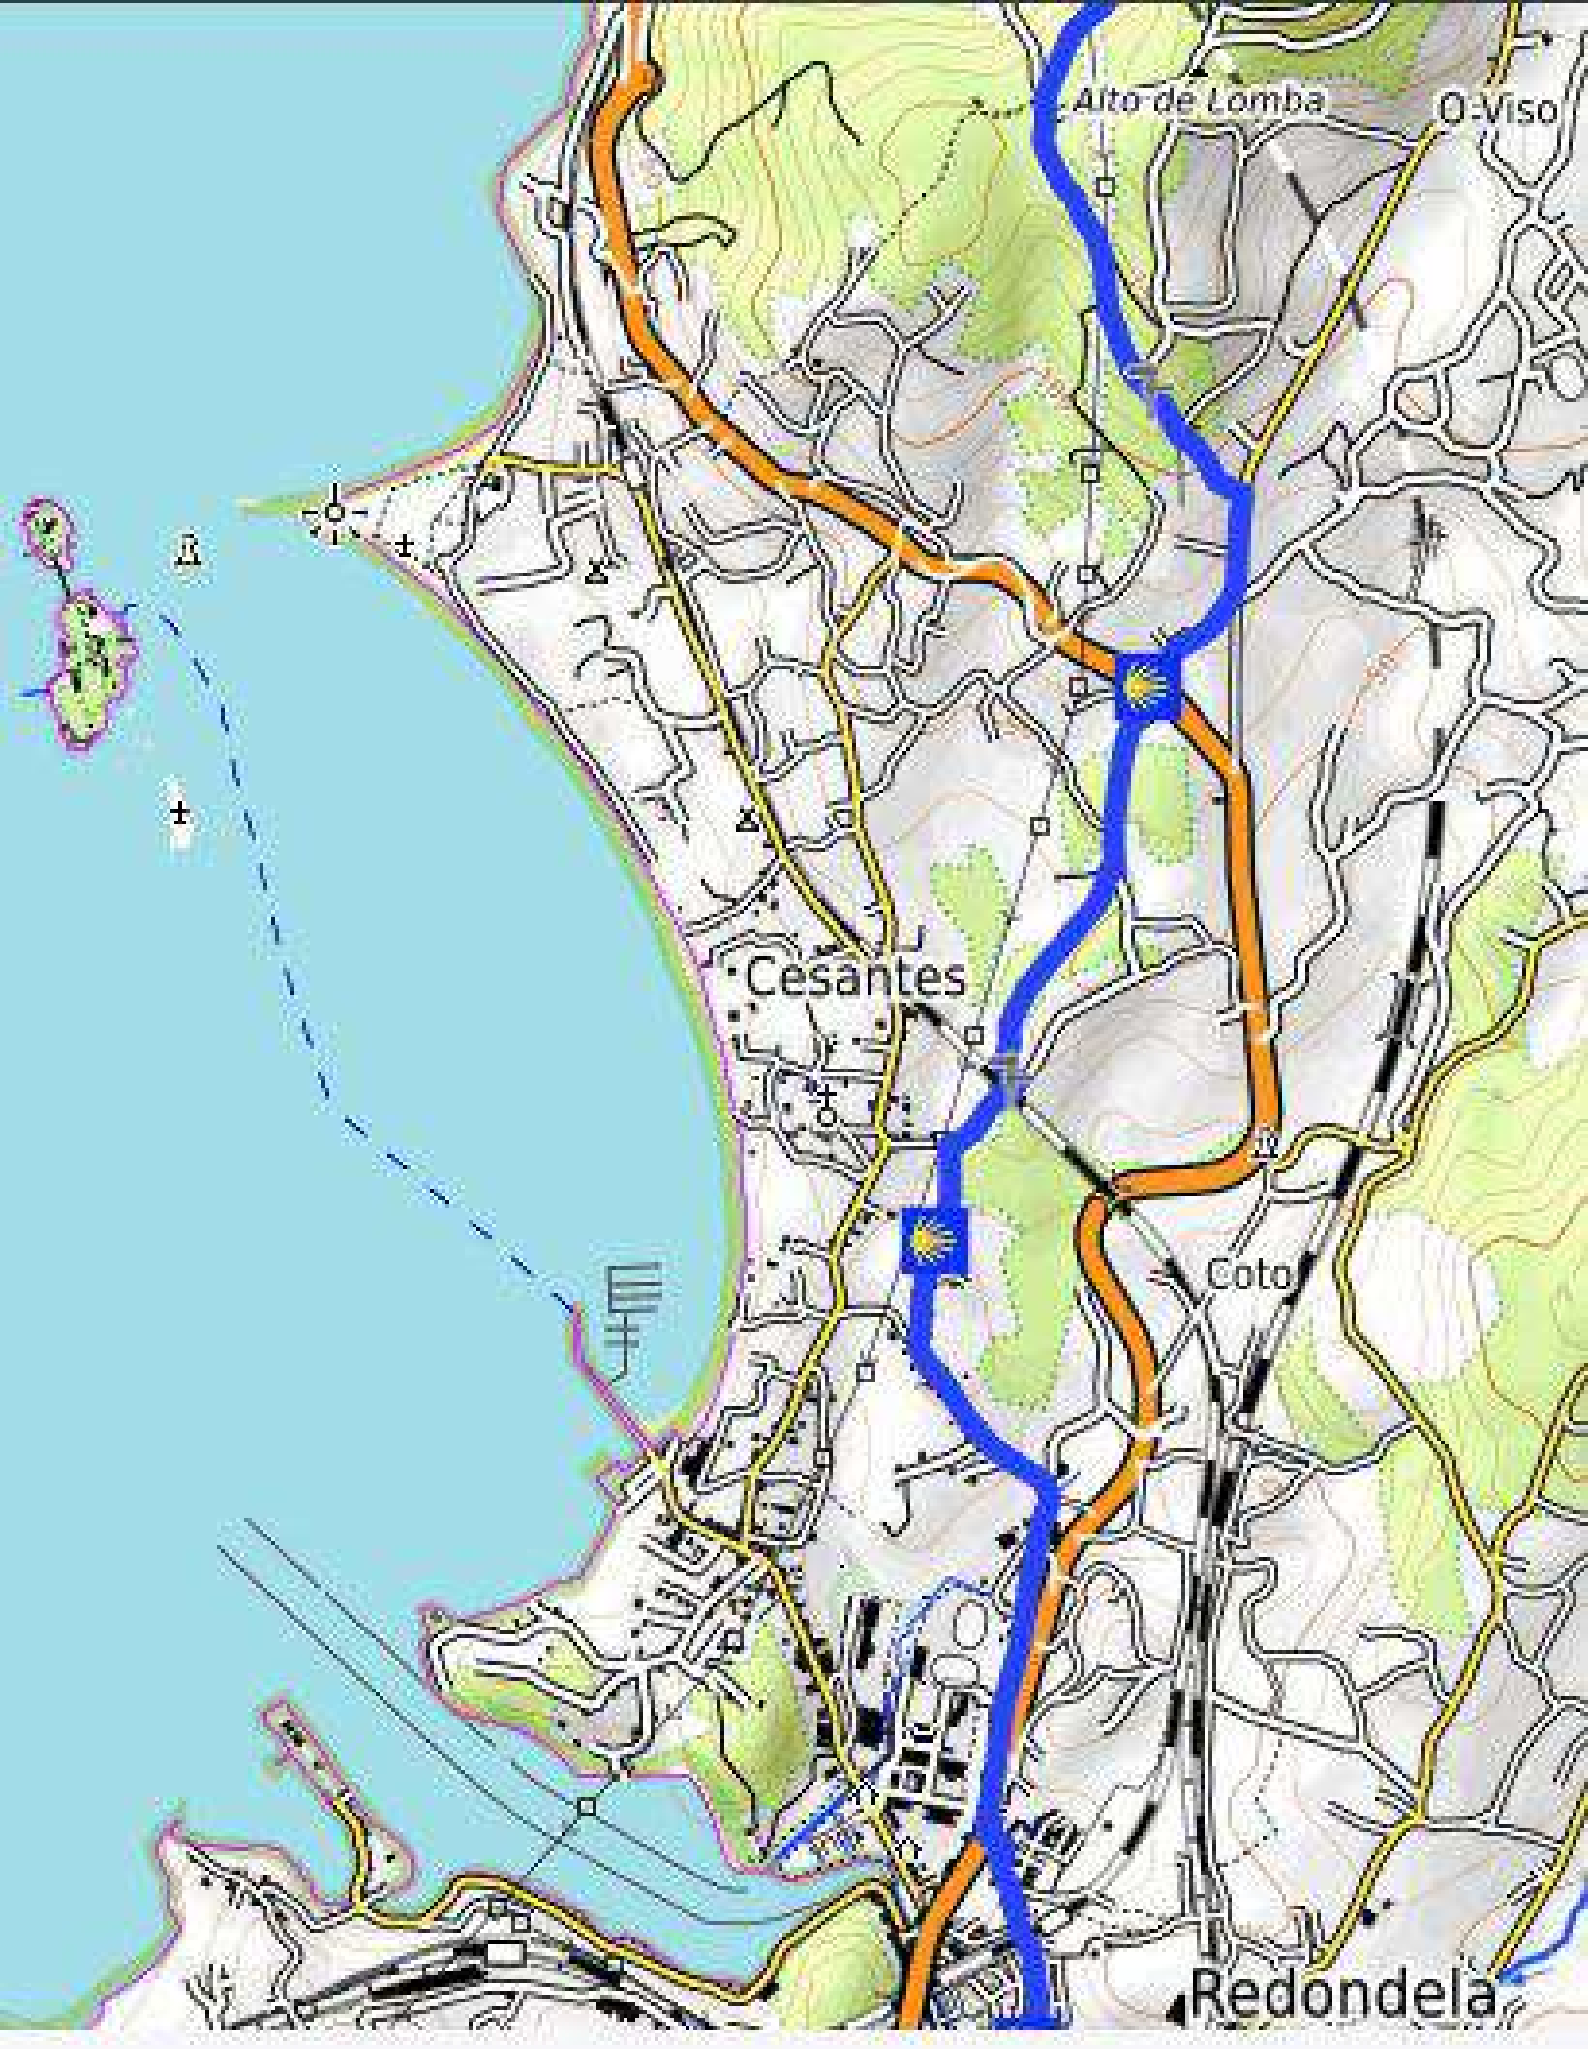 Alto de Lomba
O Viso
Cesantes
Coto
Redondela